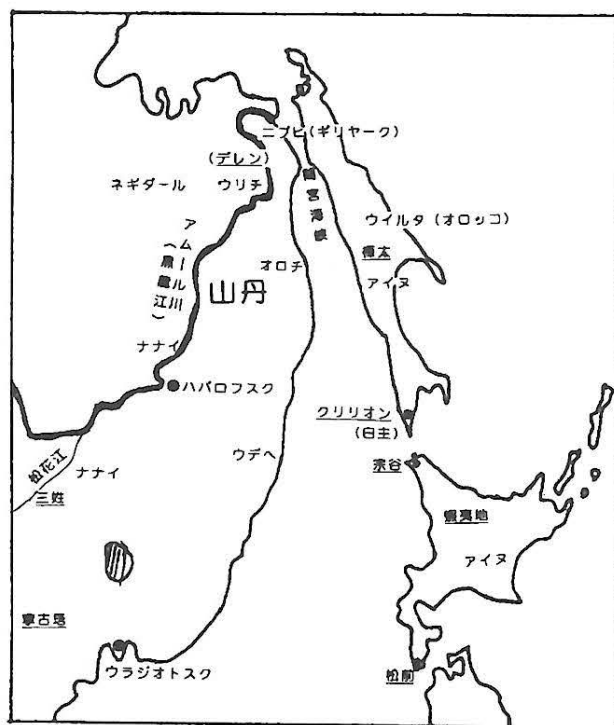 ニブヒ(ギリヤーク)
(デレン)
ネギダール
ウリチ
間宮海峡
ウイルタ(オロッコ)
樺太
アムール川
(黒龍江)
オロチ
アイヌ
山丹
ナナイ
ハバロフスク
クリリオン
(白主)
ウデヘ
松花江
ナナイ
宗谷
三姓
蝦夷地
アイヌ
寧古塔
ウラジオトスク
松前